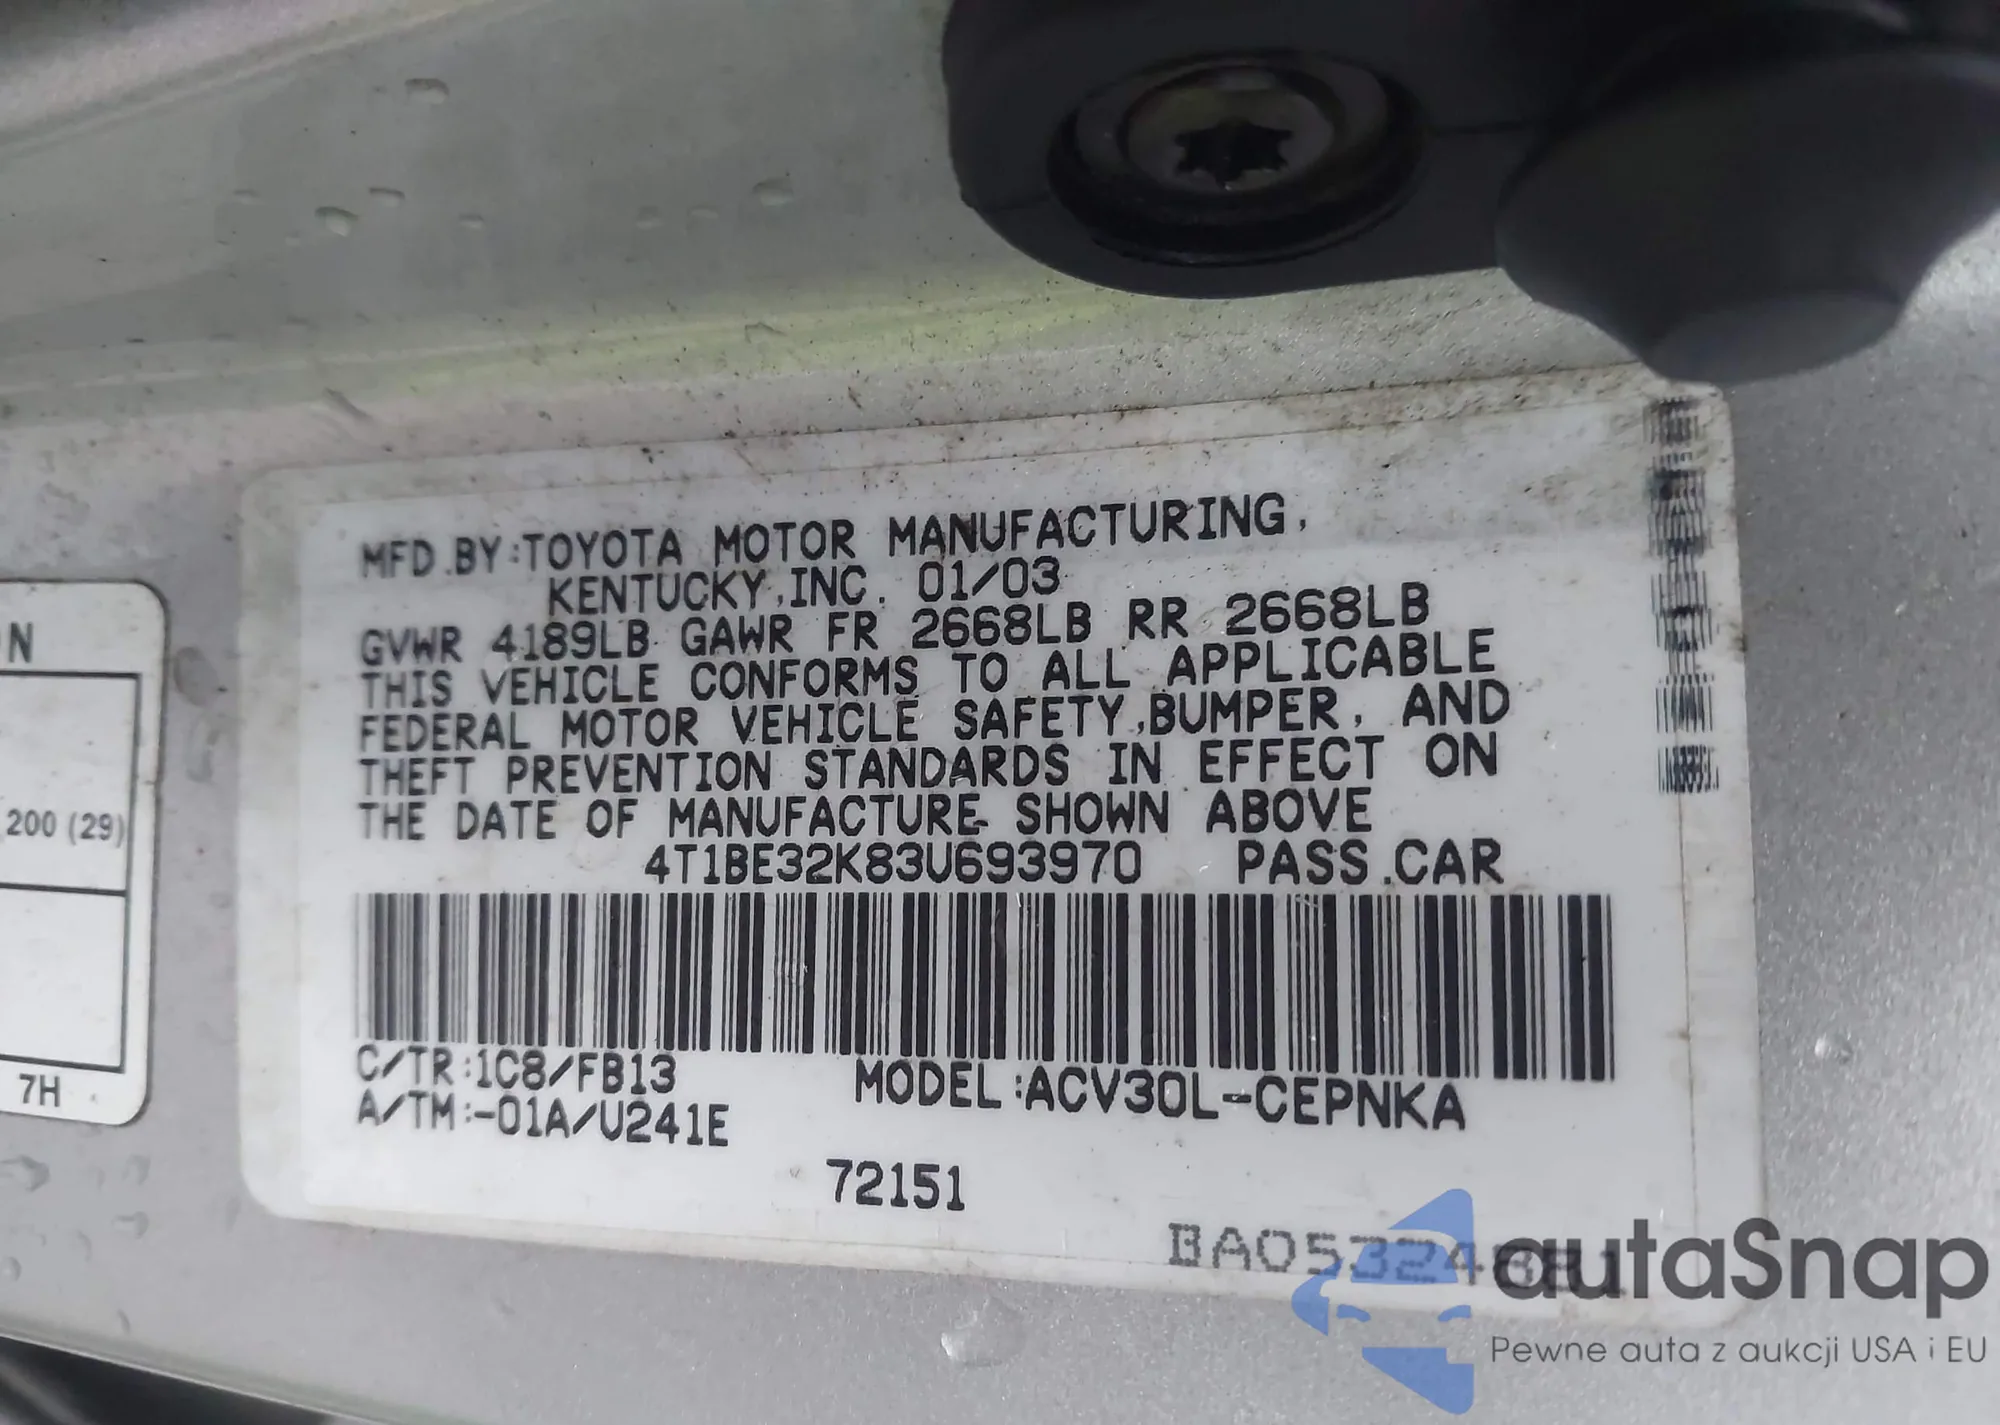 MFD.BY:TOYOTA MOTOR MANUFACTURING,
KENTUCKY,INC. 01/03
GVWR 4189LB GAWR FR 2668LB RR 2668LB
THIS VEHICLE CONFORMS TO ALL APPLICABLE
FEDERAL MOTOR VEHICLE SAFETY,BUMPER, AND
THEFT PREVENTION STANDARDS IN EFFECT ON
THE DATE OF MANUFACTURE SHOWN ABOVE
4T1BE32K83U693970 PASS.CAR
C/TR:1C8/FB13 MODEL:ACV30L-CEPNKA
A/TM:-01A/U241E
72151
N
200 (29)
7H
autaSnap
Pewne auta z aukcji USA i EU